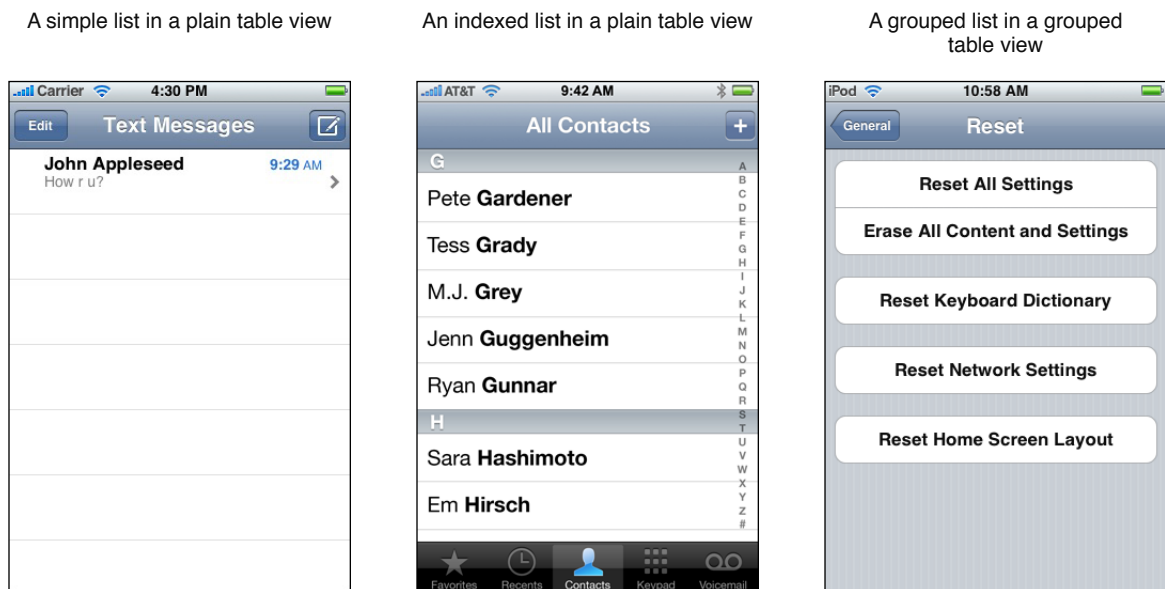 A simple list in a plain table view
An indexed list in a plain table view
A grouped list in a grouped
table view
Carrier 4:30 PM
Edit Text Messages
John Appleseed 9:29 AM
How r u?
AT&T 9:42 AM
All Contacts +
G
Pete Gardener
Tess Grady
M.J. Grey
Jenn Guggenheim
Ryan Gunnar
H
Sara Hashimoto
Em Hirsch
A
B
C
D
E
F
G
H
I
J
K
L
M
N
O
P
Q
R
S
T
U
V
W
X
Y
Z
#
Favorites Recents Contacts Keypad Voicemail
iPod 10:58 AM
General Reset
Reset All Settings
Erase All Content and Settings
Reset Keyboard Dictionary
Reset Network Settings
Reset Home Screen Layout